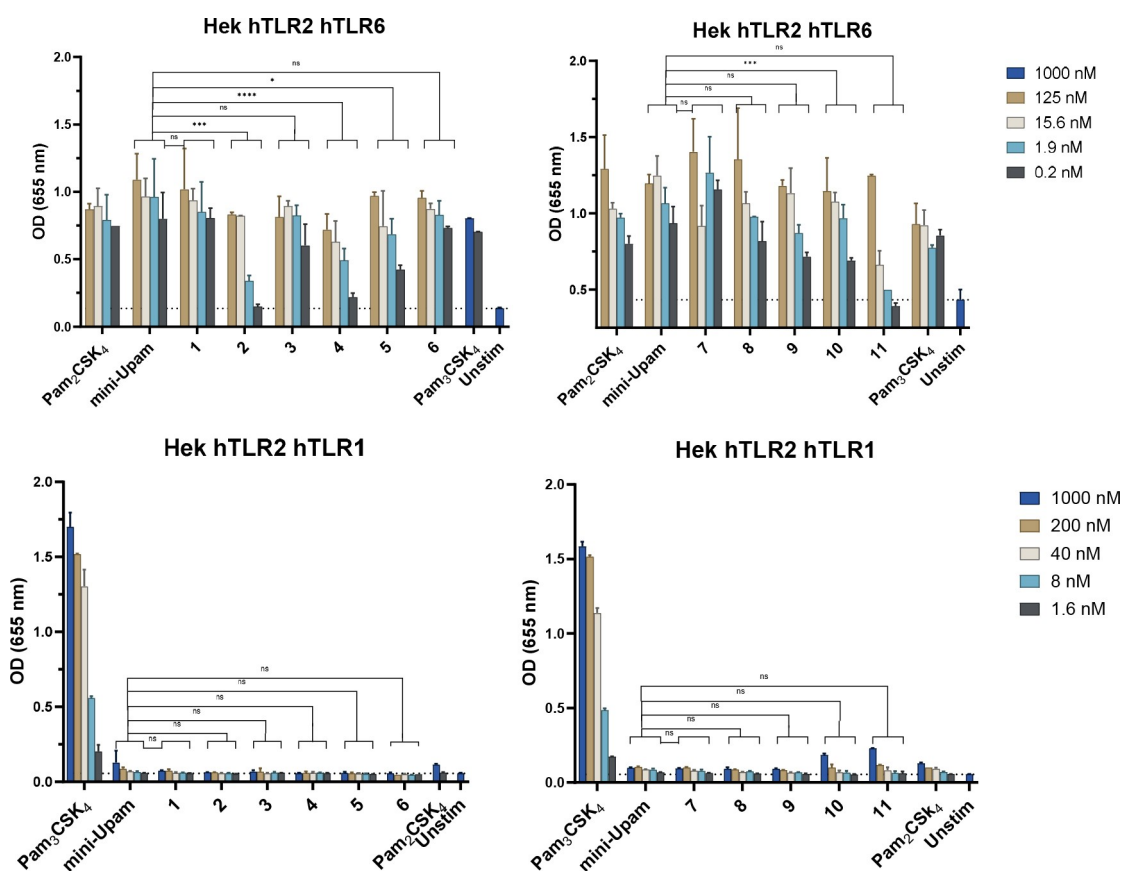 Hek hTLR2 hTLR6
OD (655 nm)
2.0
1.5
1.0
0.5
0.0
ns
*
****
ns
***
ns
Pam₂CSK₄
mini-Upam
1
2
3
4
5
6
Pam₃CSK₄
Unstim
Hek hTLR2 hTLR6
OD (655 nm)
2.0
1.5
1.0
0.5
ns
***
ns
ns
ns
Pam₂CSK₄
mini-Upam
7
8
9
10
11
Pam₃CSK₄
Unstim
1000 nM
125 nM
15.6 nM
1.9 nM
0.2 nM
Hek hTLR2 hTLR1
OD (655 nm)
2.0
1.5
1.0
0.5
0.0
ns
ns
ns
ns
ns
ns
Pam₃CSK₄
mini-Upam
1
2
3
4
5
6
Pam₂CSK₄
Unstim
Hek hTLR2 hTLR1
OD (655 nm)
2.0
1.5
1.0
0.5
0.0
ns
ns
ns
ns
ns
Pam₃CSK₄
mini-Upam
7
8
9
10
11
Pam₂CSk₄
Unstim
1000 nM
200 nM
40 nM
8 nM
1.6 nM